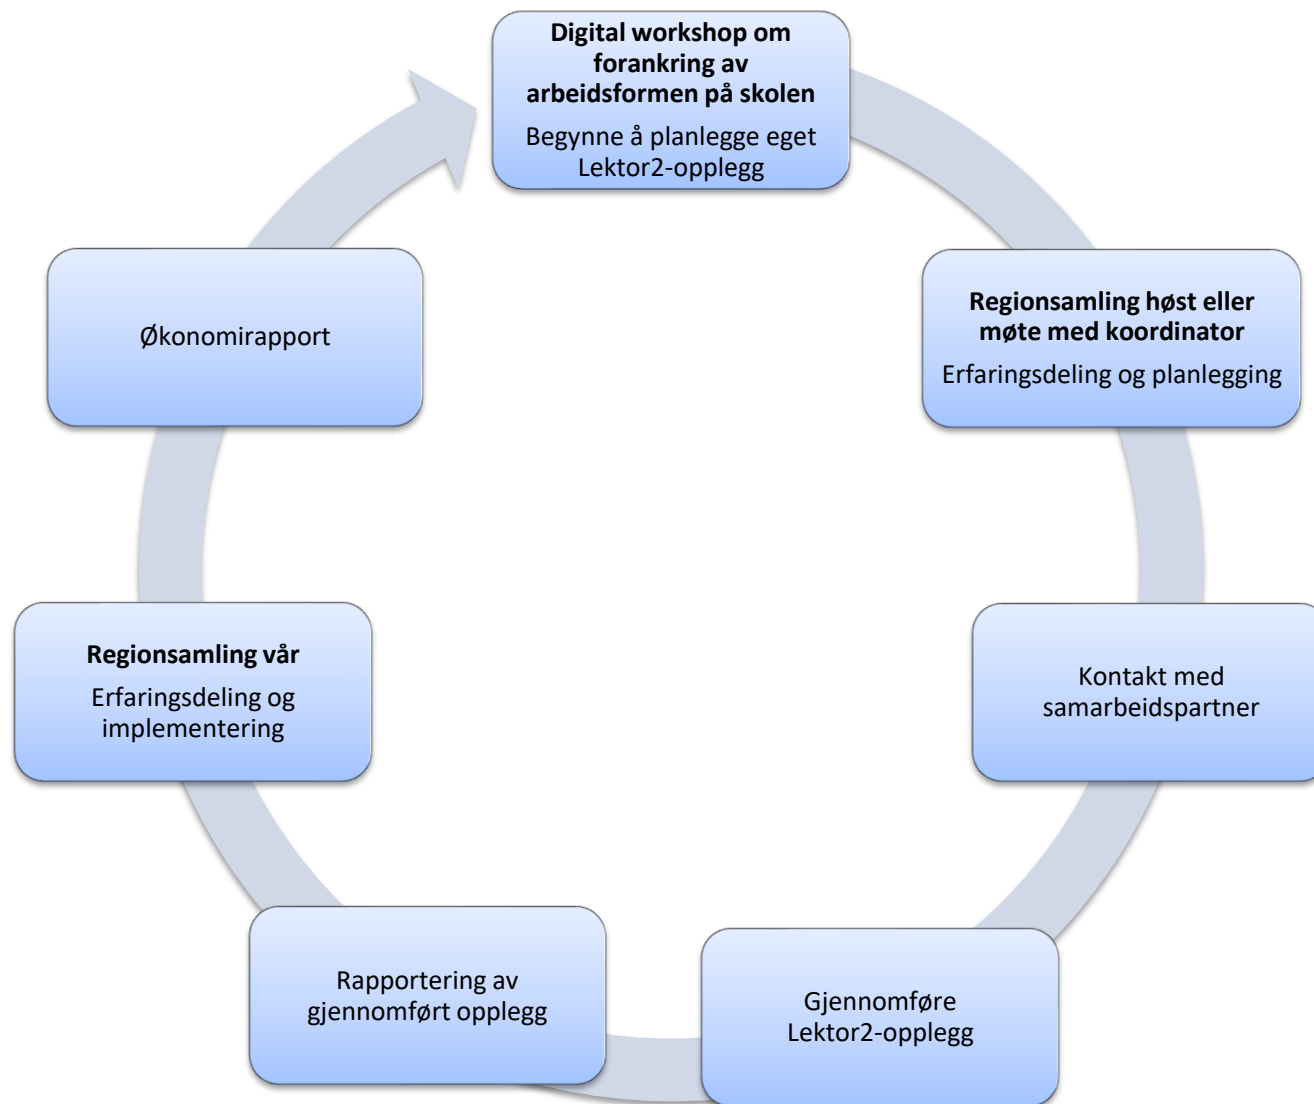 Digital workshop om
forankring av
arbeidsformen på skolen
Begynne å planlegge eget
Lektor2-opplegg
Regionsamling høst eller
møte med koordinator
Erfaringsdeling og planlegging
Kontakt med
samarbeidspartner
Gjennomføre
Lektor2-opplegg
Rapportering av
gjennomført opplegg
Regionsamling vår
Erfaringsdeling og
implementering
Økonomirapport